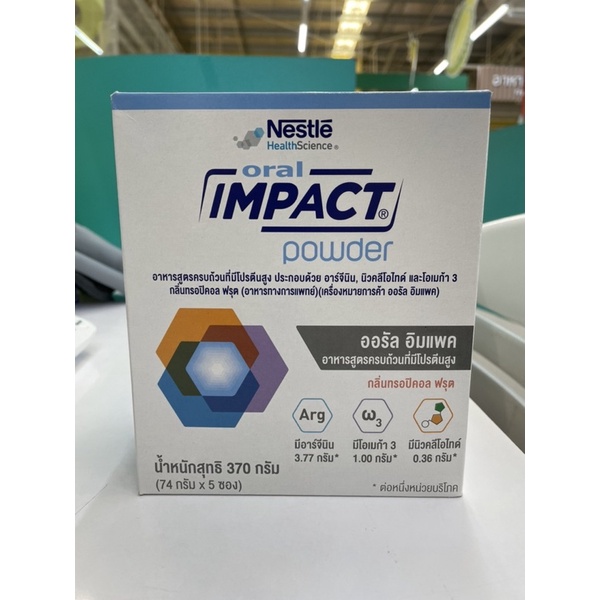 Nestlé
HealthScience®
oral
IMPACT®
powder
อาหารสูตรครบถ้วนที่มีโปรตีนสูง ประกอบด้วย อาร์จีนิน, นิวคลีโอไทด์ และโอเมก้า 3
กลิ่นทรอปิคอล ฟรุต (อาหารทางการแพทย์)(เครื่องหมายการค้า ออรัล อิมแพค)
ออรัล อิมแพค
อาหารสูตรครบถ้วนที่มีโปรตีนสูง
กลิ่นทรอปิคอล ฟรุต
Arg
ω3
มีอาร์จีนิน
3.77 กรัม*
มีโอเมก้า 3
1.00 กรัม*
มีนิวคลีโอไทด์
0.36 กรัม*
น้ำหนักสุทธิ 370 กรัม
(74 กรัม x 5 ซอง)
* ต่อหนึ่งหน่วยบริโภค